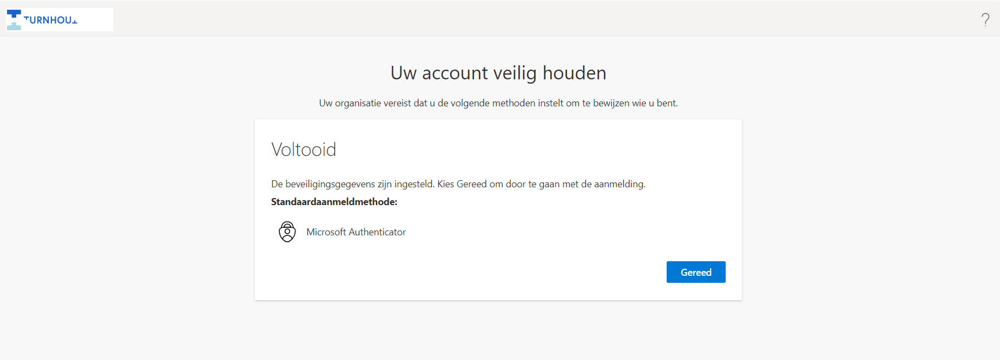 TURNHOUT
?
Uw account veilig houden
Uw organisatie vereist dat u de volgende methoden instelt om te bewijzen wie u bent.
Voltooid
De beveiligingsgegevens zijn ingesteld. Kies Gereed om door te gaan met de aanmelding.
Standaardaanmeldmethode:
Microsoft Authenticator
Gereed